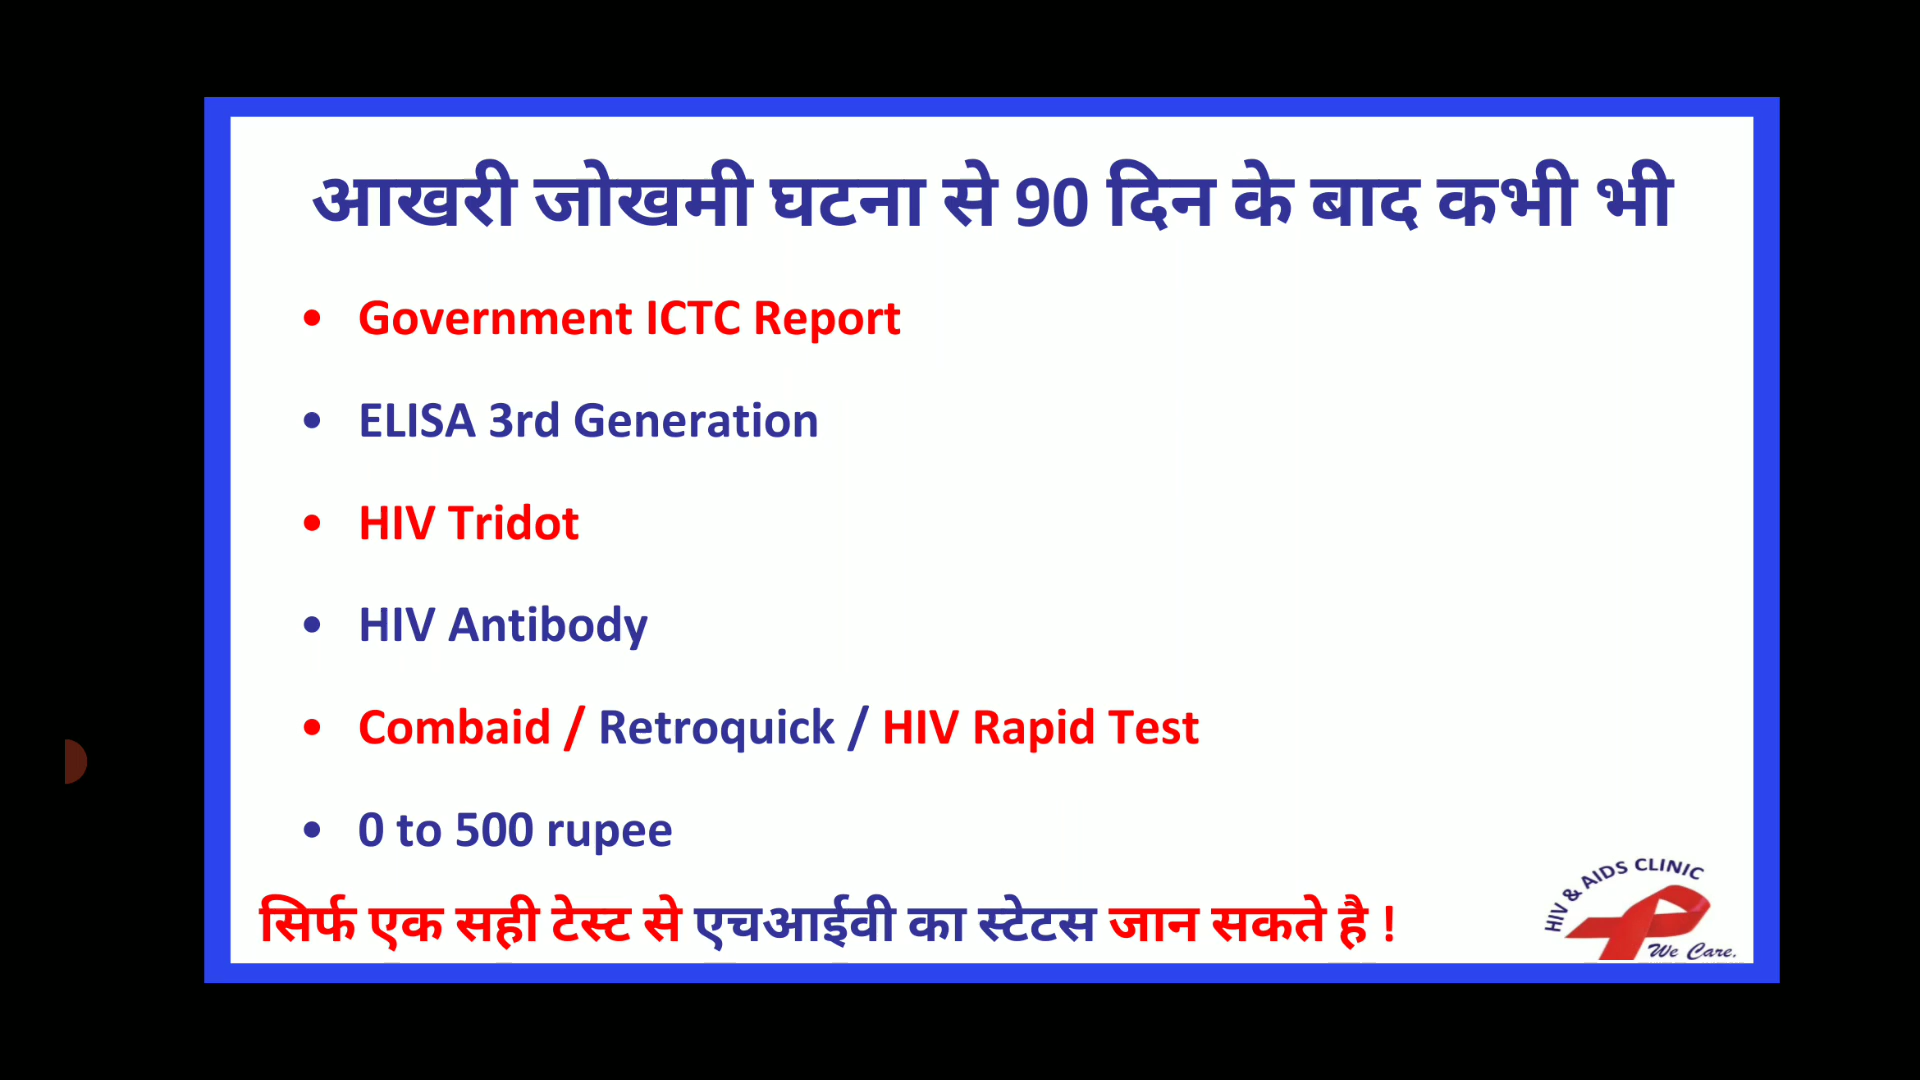 आखरी जोखमी घटना से 90 दिन के बाद कभी भी
• Government ICTC Report
• ELISA 3rd Generation
• HIV Tridot
• HIV Antibody
• Combaid / Retroquick / HIV Rapid Test
• 0 to 500 rupee
सिर्फ एक सही टेस्ट से एचआईवी का स्टेटस जान सकते है !
HIV & AIDS CLINIC
We Care.